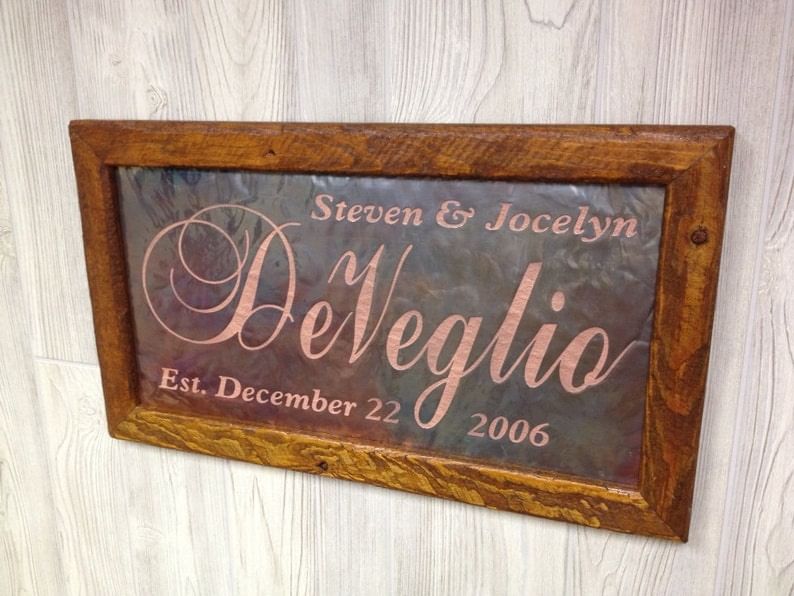 Steven & Jocelyn
DeVeglio
Est. December 22 2006